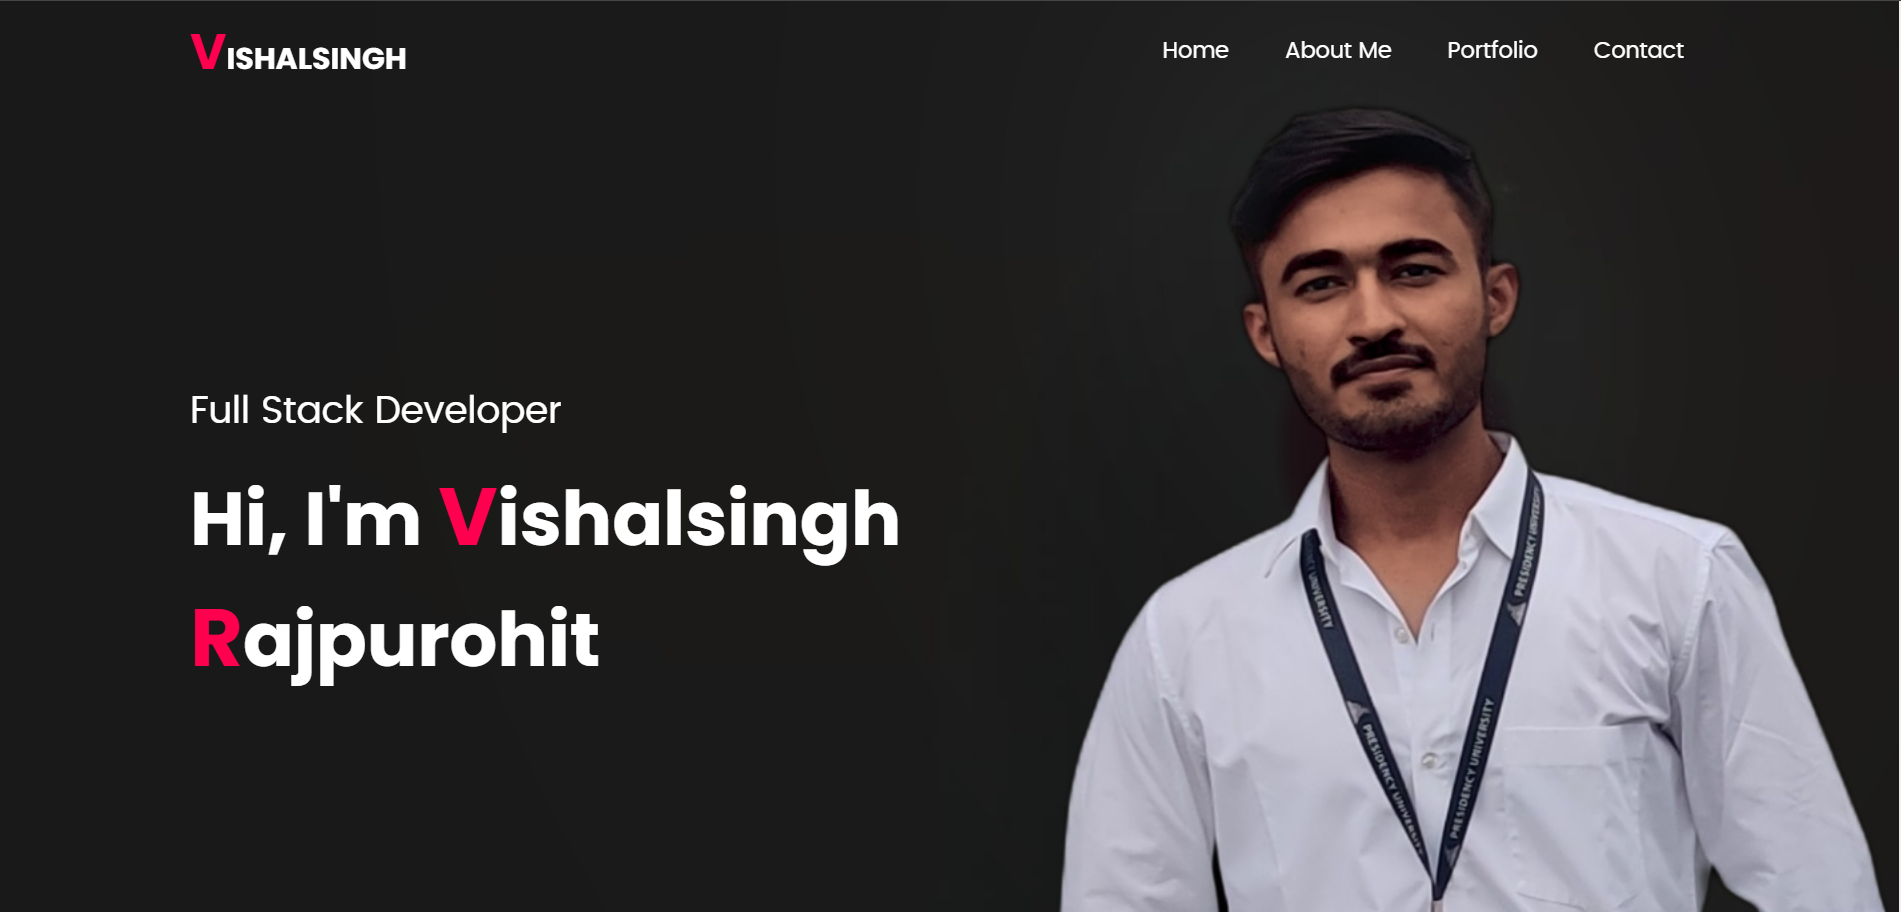 VISHALSINGH
Home About Me Portfolio Contact
Full Stack Developer
Hi, I'm Vishalsingh
Rajpurohit
UNIVERSITY
PRESIDENCY UNIVERSITY
PRESIDENCY UNIVERSITY
PRESIDENCY UNIVERSITY